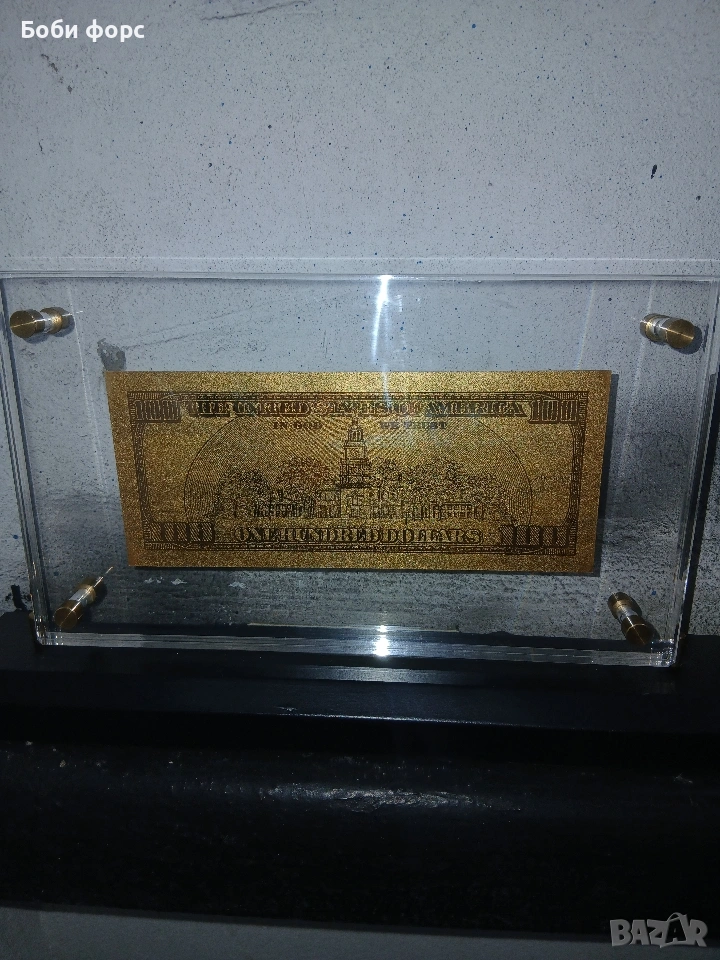 Боби форс
100 THE UNITED STATES OF AMERICA 100
IN GOD WE TRUST
100 ONE HUNDRED DOLLARS 100
BAZAR